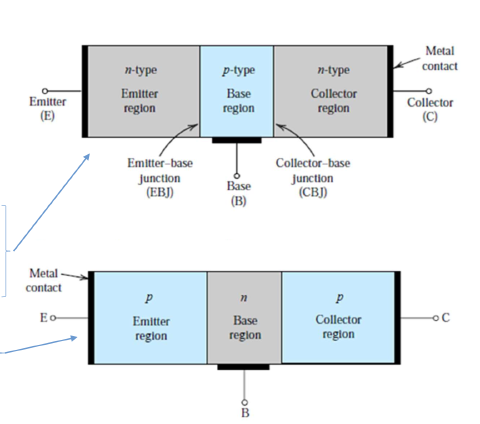 n-type
p-type
n-type
Metal
contact
Emitter
region
Base
region
Collector
region
Emitter
(E)
Collector
(C)
Emitter–base
junction
(EBJ)
Base
(B)
Collector–base
junction
(CBJ)
Metal
contact
p
n
p
E
Emitter
region
Base
region
Collector
region
C
B